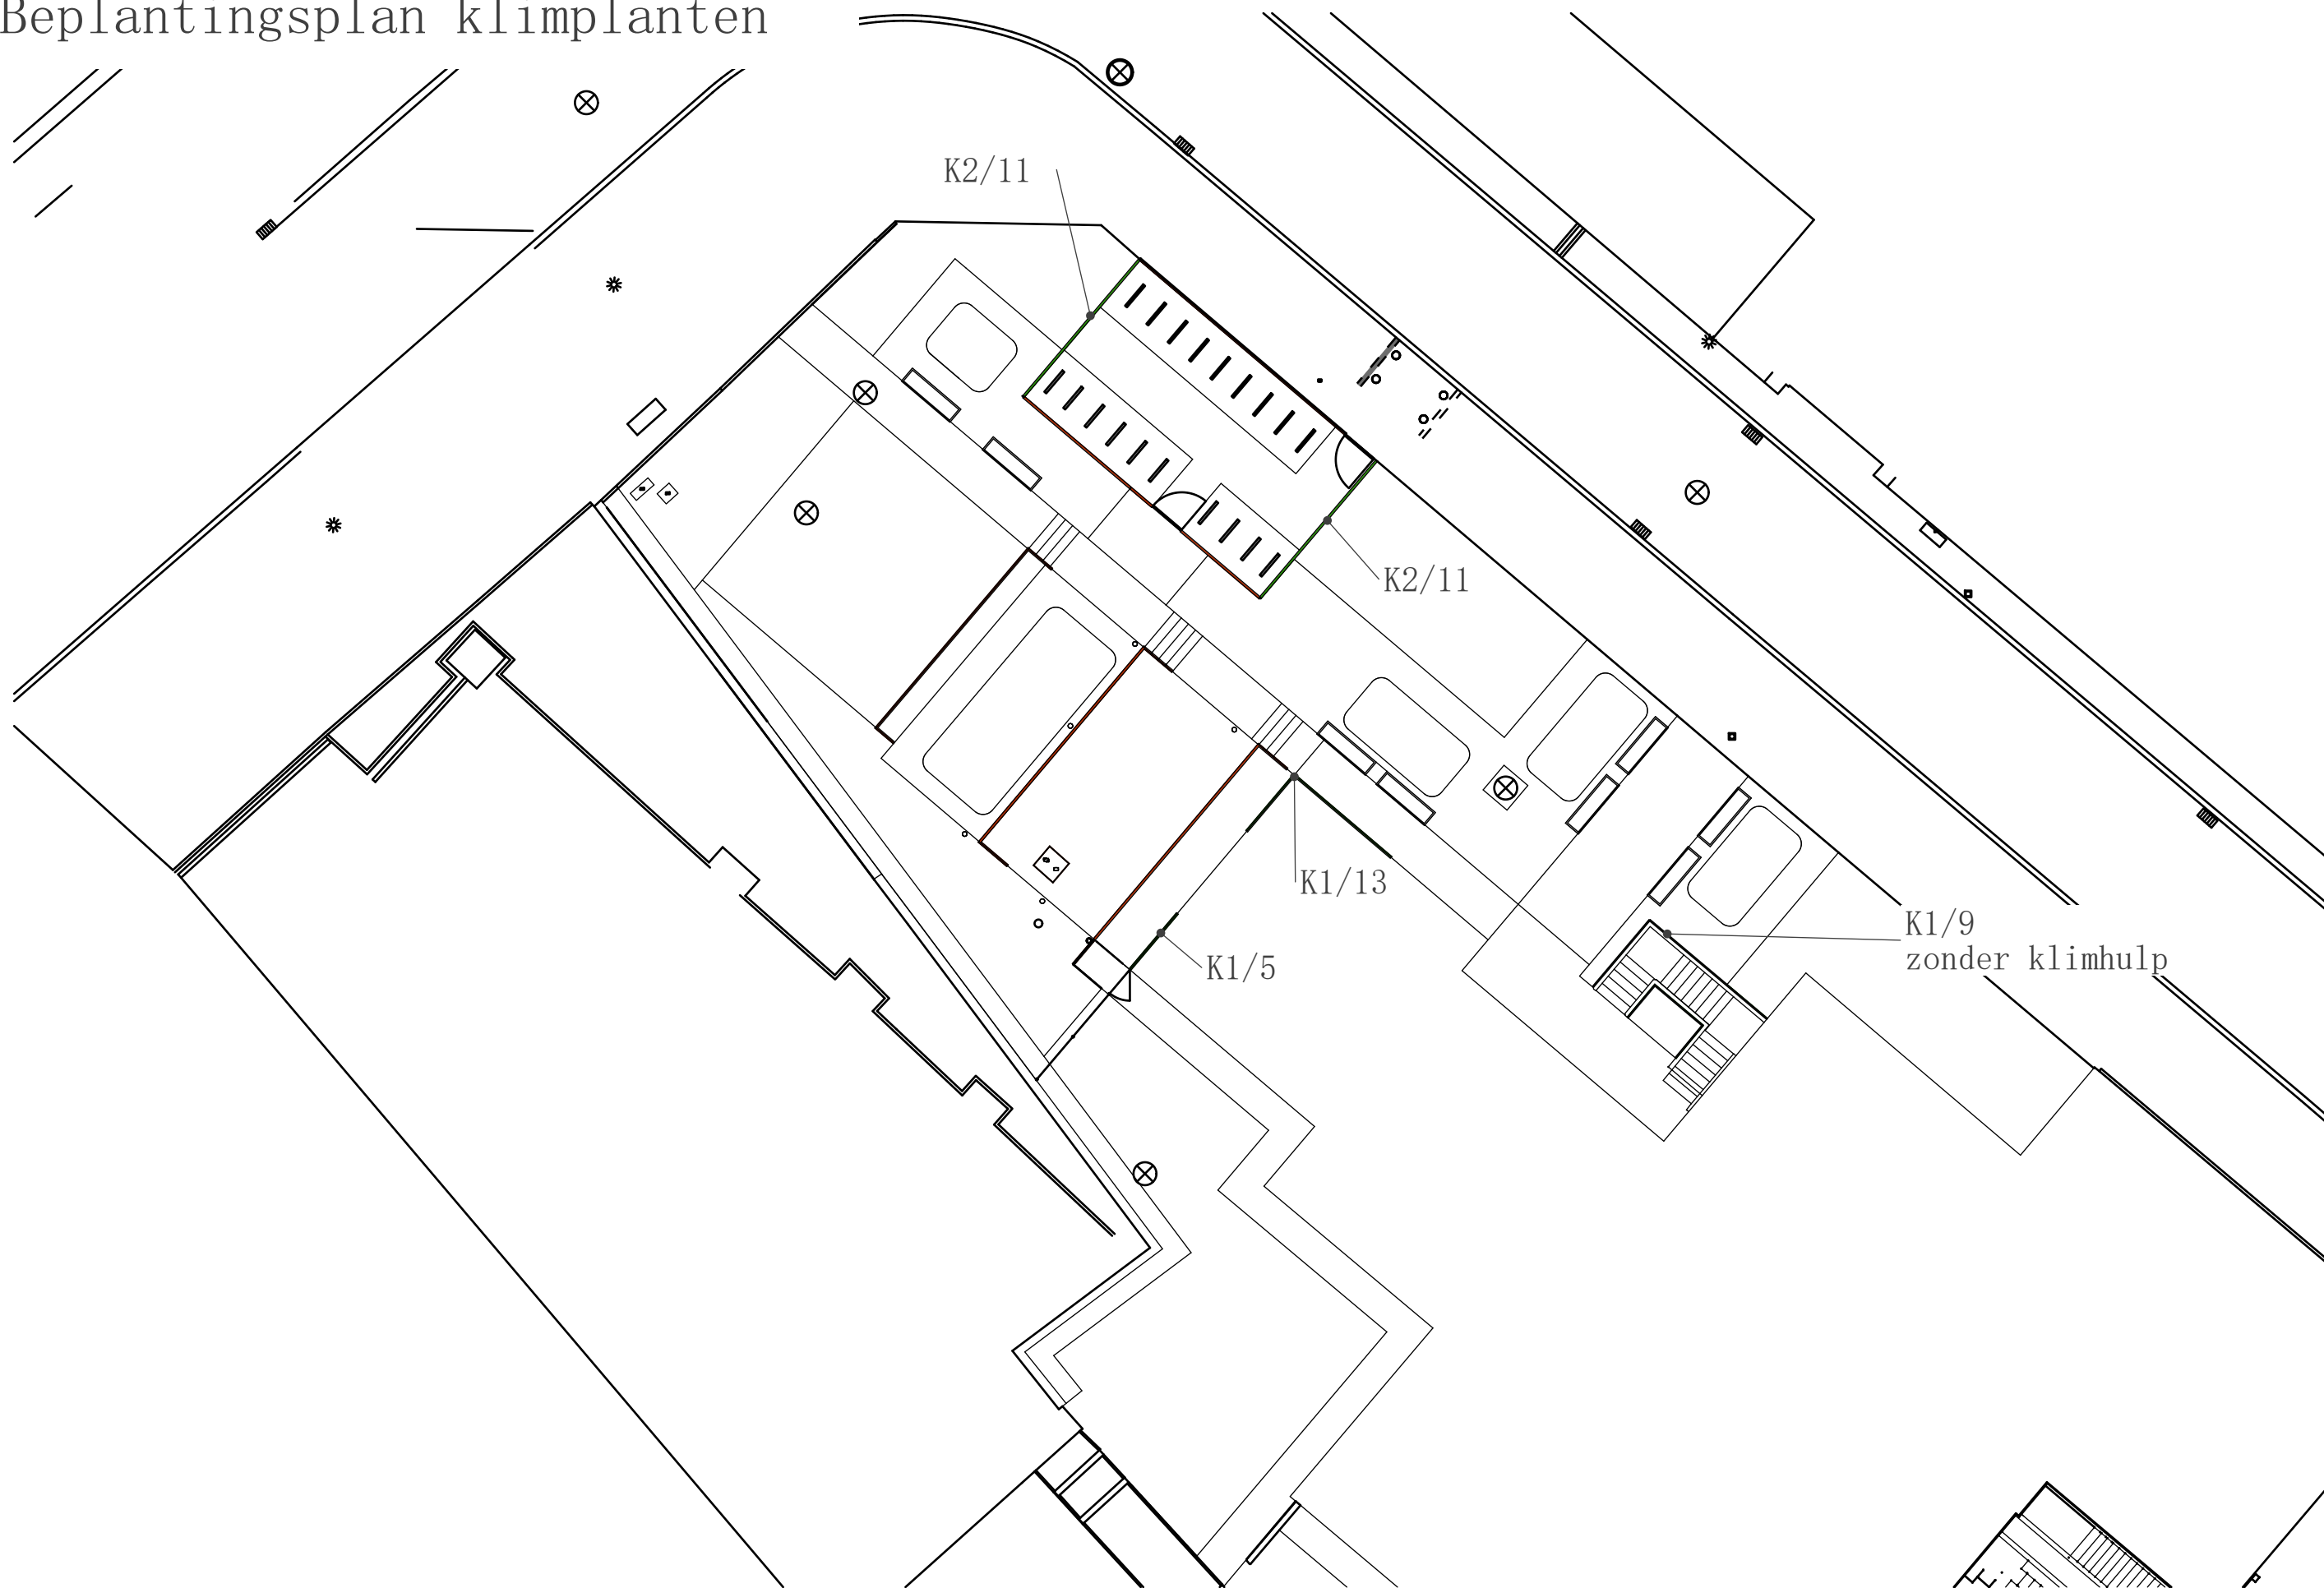 Beplantingsplan klimplanten
K2/11
K2/11
K1/13
K1/9
zonder klimhulp
K1/5